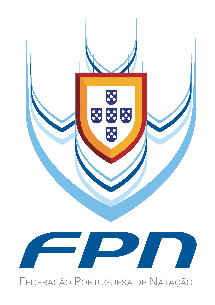 FPN
FEDERAÇÃO PORTUGUESA DE NATAÇÃO